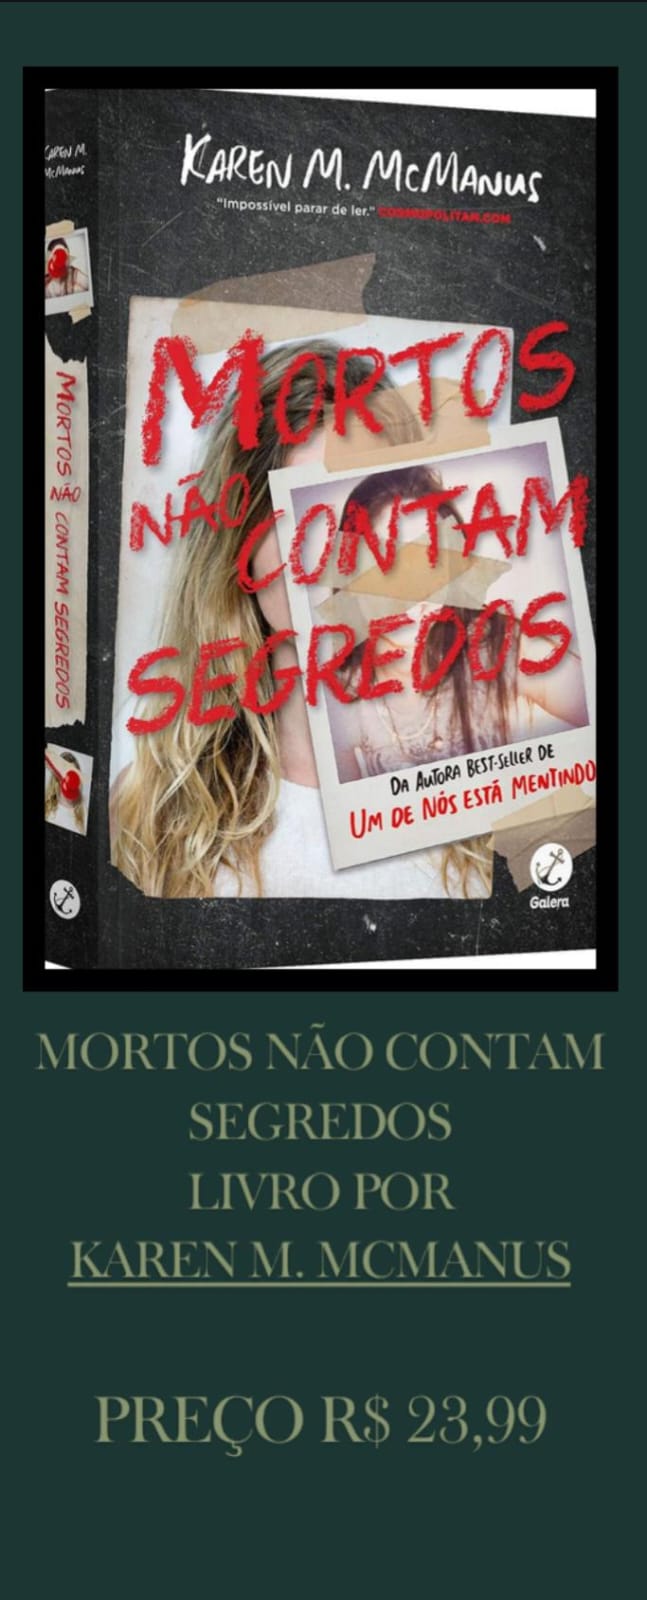 KAREN M.
McMANUS
KAREN M. McMANUS
"Impossível parar de ler." COSMOPOLITAN.COM
MORTOS
NÃO CONTAM
SEGREDOS
MORTOS NÃO CONTAM SEGREDOS
DA AUTORA BEST-SELLER DE
UM DE NÓS ESTÁ MENTINDO
Galera
MORTOS NÃO CONTAM
SEGREDOS
LIVRO POR
KAREN M. MCMANUS
PREÇO R$ 23,99